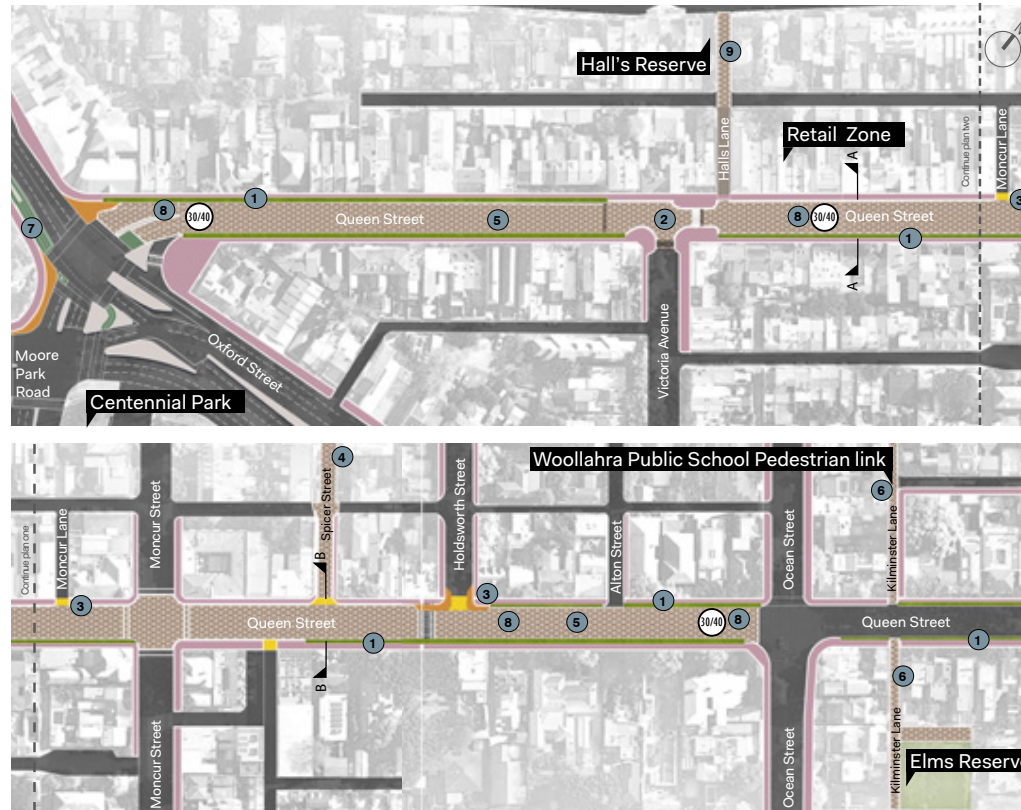 Hall's Reserve
9
N
Retail Zone
A
Continue plan two
Moncur Lane
Halls Lane
3
1
8
30/40
Queen Street
5
2
8
30/40
Queen Street
1
7
A
Oxford Street
Victoria Avenue
Moore
Park
Road
Centennial Park
Continue plan one
Moncur Lane
Moncur Street
Spicer Street
4
Holdsworth Street
Woollahra Public School Pedestrian link
6
Alton Street
Ocean Street
Kilminster Lane
B
3
3
1
Queen Street
8
5
30/40
8
Queen Street
1
1
B
6
Moncur Street
Ocean Street
Kilminster Lane
Elms Reserve